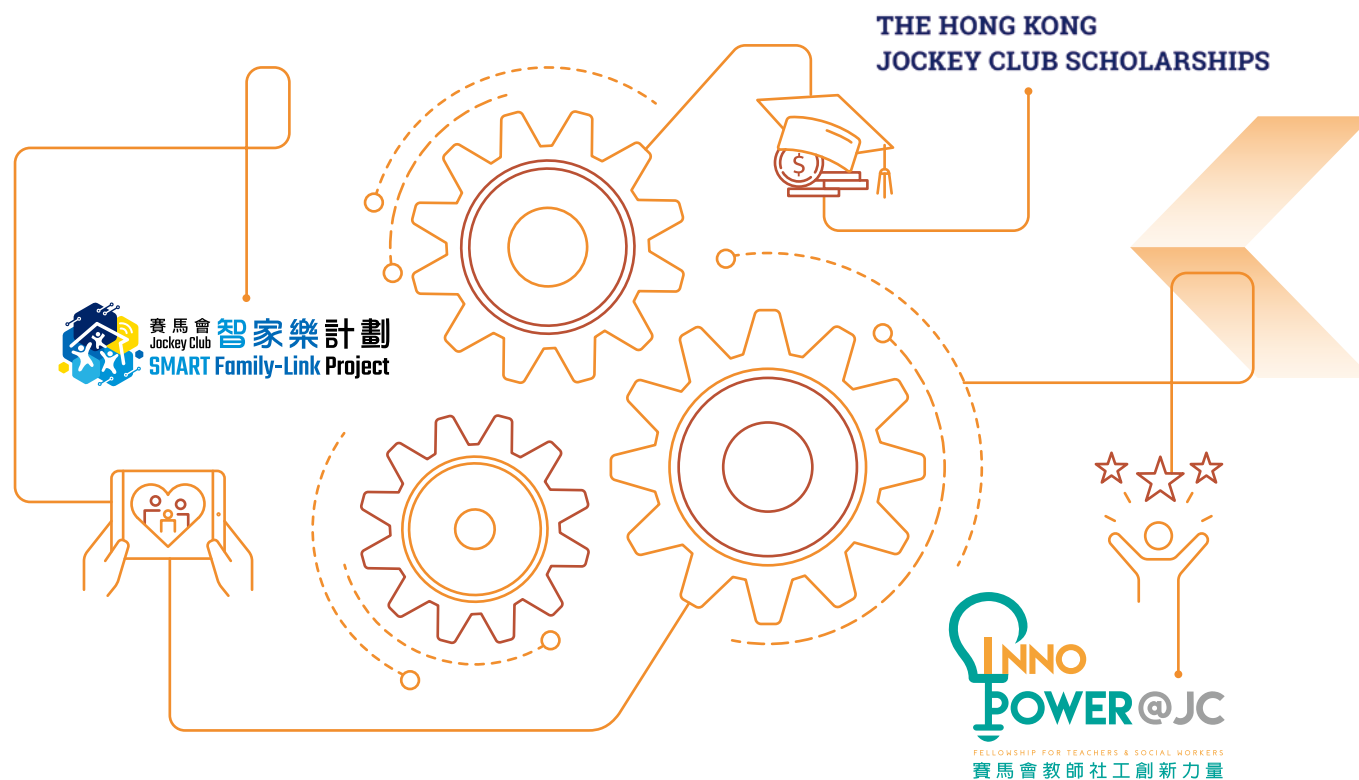 THE HONG KONG
JOCKEY CLUB SCHOLARSHIPS
$
賽馬會 智家樂計劃
Jockey Club
SMART Family-Link Project
INNO
POWER@JC
FELLOWSHIP FOR TEACHERS & SOCIAL WORKERS
賽馬會教師社工創新力量